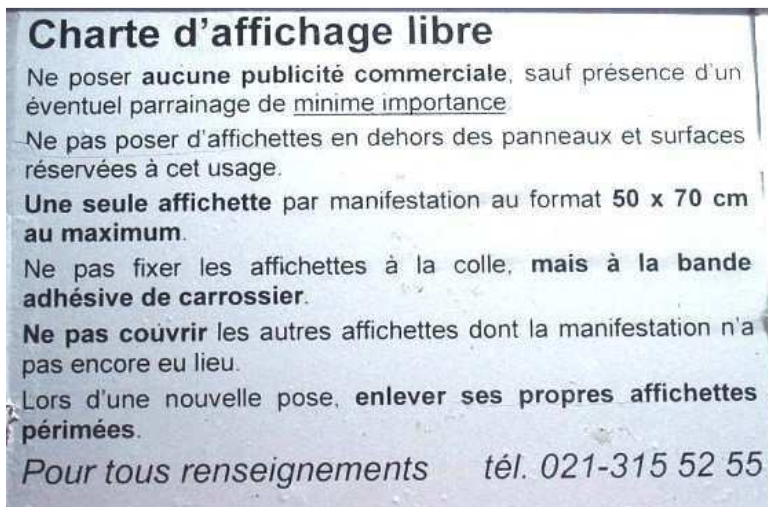 Charte d'affichage libre
Ne poser aucune publicité commerciale, sauf présence d'un
éventuel parrainage de minime importance
Ne pas poser d'affichettes en dehors des panneaux et surfaces
réservées à cet usage.
Une seule affichette par manifestation au format 50 x 70 cm
au maximum.
Ne pas fixer les affichettes à la colle, mais à la bande
adhésive de carrossier.
Ne pas couvrir les autres affichettes dont la manifestation n'a
pas encore eu lieu.
Lors d'une nouvelle pose, enlever ses propres affichettes
périmées.
Pour tous renseignements tél. 021-315 52 55